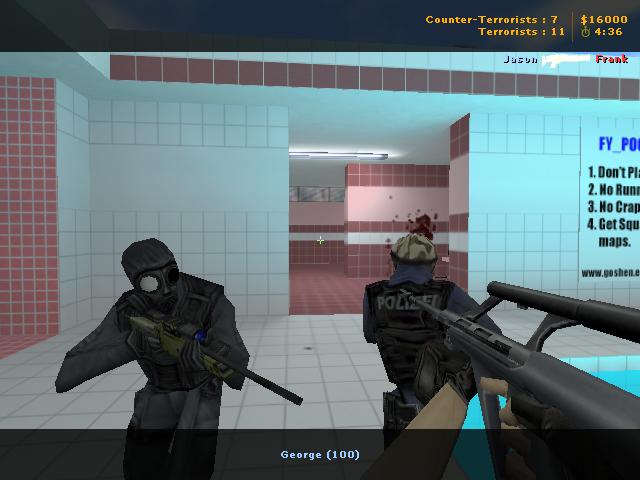 Counter-Terrorists : 7 $16000
Terrorists : 11 4:36
Jason Frank
FY_POO
1. Don't Pla
2. No Runn
3. No Crap
4. Get Squ
maps.
www.goshen.e
POLIZEI
George (100)